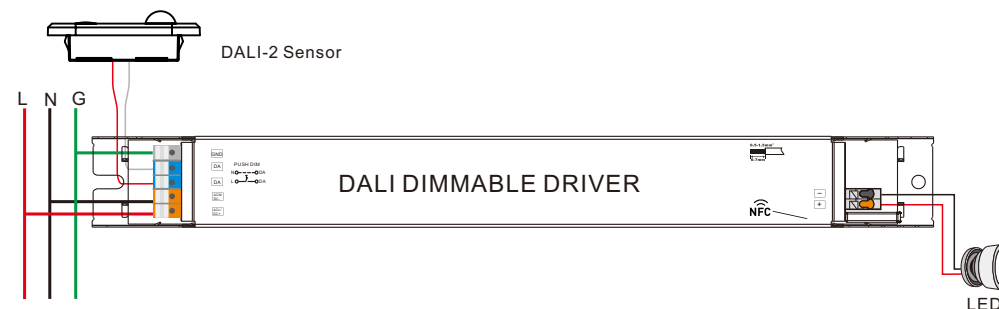 DALI-2 Sensor
L N G
GND
DA
DA
PUSH DIM
N DA
L DA
DALI DIMMABLE DRIVER
NFC
−
+
LED